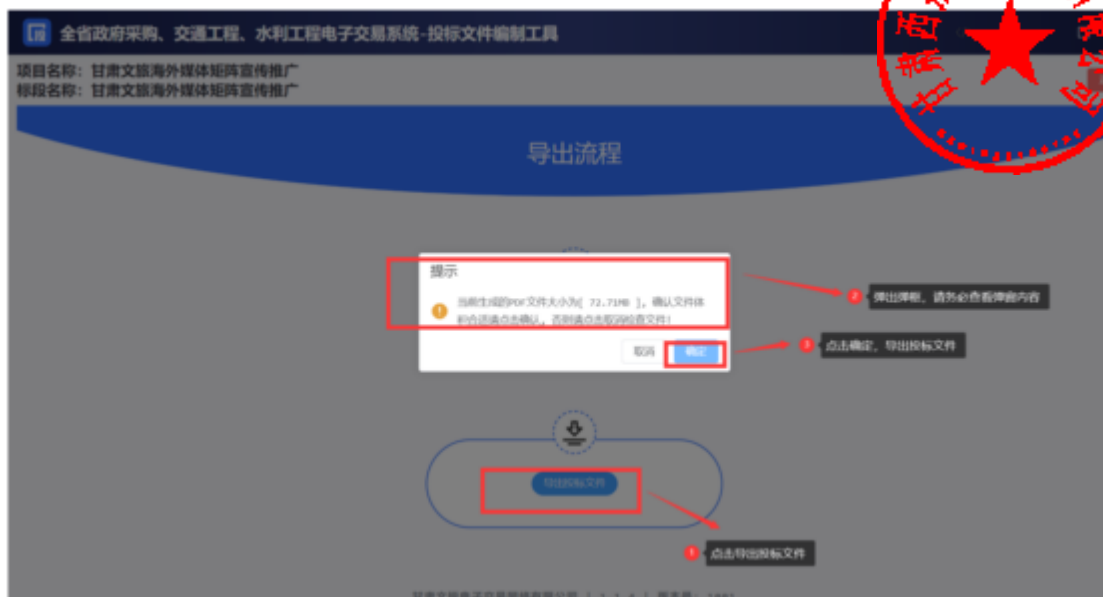 全省政府采购、交通工程、水利工程电子交易系统-投标文件编制工具
项目名称：甘肃文旅海外媒体矩阵宣传推广
标段名称：甘肃文旅海外媒体矩阵宣传推广
导出流程
提示
当前生成的PDF文件大小为[ 72.71MB ]，确认文件体
积合适请点击确认，否则请点击取消检查文件！
取消 确定
2 弹出弹框，请务必查看弹窗内容
3 点击确定，导出投标文件
导出投标文件
1 点击导出投标文件